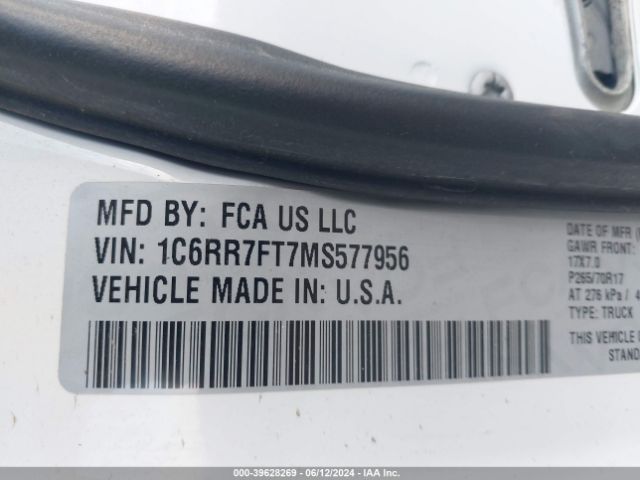 MFD BY: FCA US LLC
VIN: 1C6RR7FT7MS577956
VEHICLE MADE IN: U.S.A.
DATE OF MFR
GAWR FRONT:
17X7.0
P265/70R17
AT 276 kPa / 4
TYPE: TRUCK
THIS VEHICLE
STAND
000-39628269 - 06/12/2024 - IAA Inc.